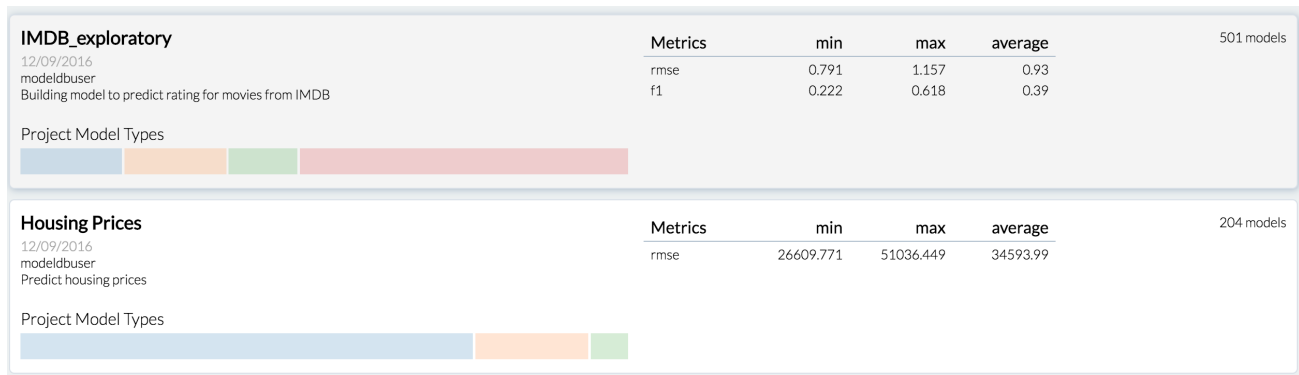 IMDB_exploratory
12/09/2016
modeldbuser
Building model to predict rating for movies from IMDB
Project Model Types
Metrics min max average
rmse 0.791 1.157 0.93
f1 0.222 0.618 0.39
501 models
Housing Prices
12/09/2016
modeldbuser
Predict housing prices
Project Model Types
Metrics min max average
rmse 26609.771 51036.449 34593.99
204 models